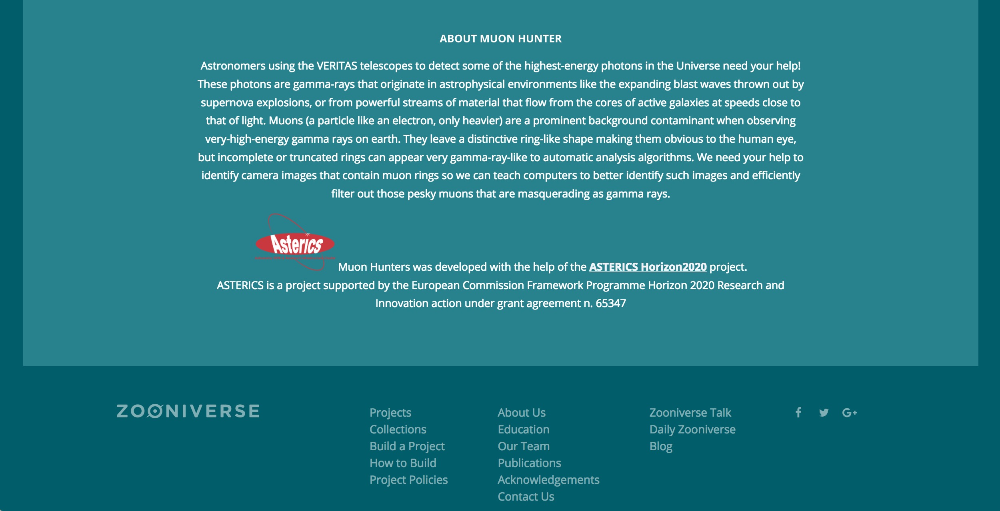 ABOUT MUON HUNTER
Astronomers using the VERITAS telescopes to detect some of the highest-energy photons in the Universe need your help!
These photons are gamma-rays that originate in astrophysical environments like the expanding blast waves thrown out by
supernova explosions, or from powerful streams of material that flow from the cores of active galaxies at speeds close to
that of light. Muons (a particle like an electron, only heavier) are a prominent background contaminant when observing
very-high-energy gamma rays on earth. They leave a distinctive ring-like shape making them obvious to the human eye,
but incomplete or truncated rings can appear very gamma-ray-like to automatic analysis algorithms. We need your help to
identify camera images that contain muon rings so we can teach computers to better identify such images and efficiently
filter out those pesky muons that are masquerading as gamma rays.
Asterics
Muon Hunters was developed with the help of the ASTERICS Horizon2020 project.
ASTERICS is a project supported by the European Commission Framework Programme Horizon 2020 Research and
Innovation action under grant agreement n. 65347
ZOONIVERSE
Projects
Collections
Build a Project
How to Build
Project Policies
About Us
Education
Our Team
Publications
Acknowledgements
Contact Us
Zooniverse Talk
Daily Zooniverse
Blog